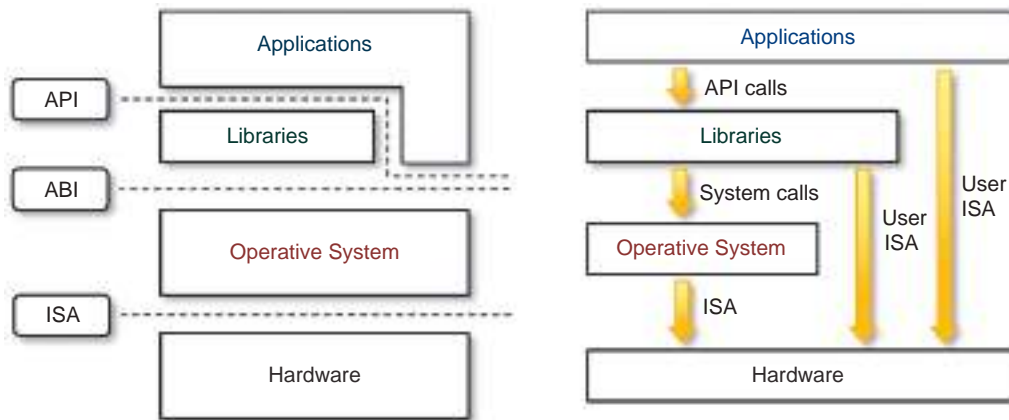 Applications
API
Libraries
ABI
Operative System
ISA
Hardware
Applications
API calls
Libraries
System calls
User
ISA
User
ISA
Operative System
ISA
Hardware